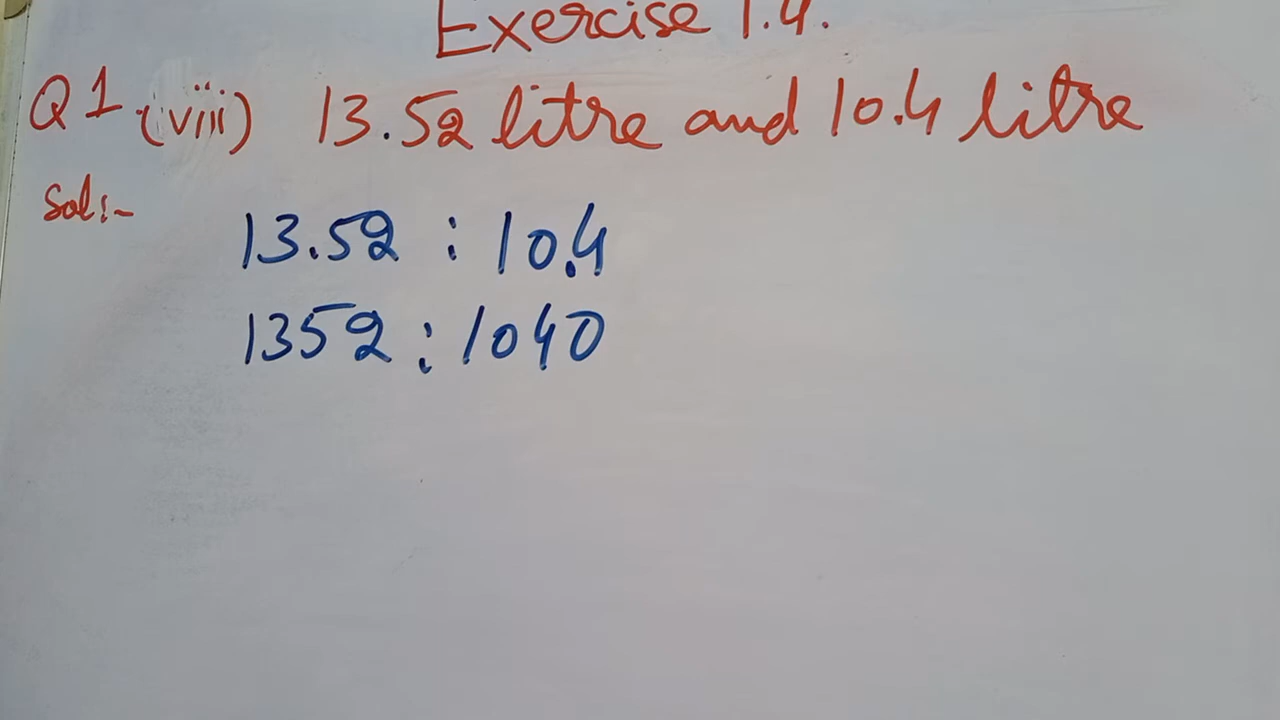 Exercise 1.4.
Q1 (viii) 13.52 litre and 10.4 litre
Sol:-
13.52 : 10.4
1352 : 1040